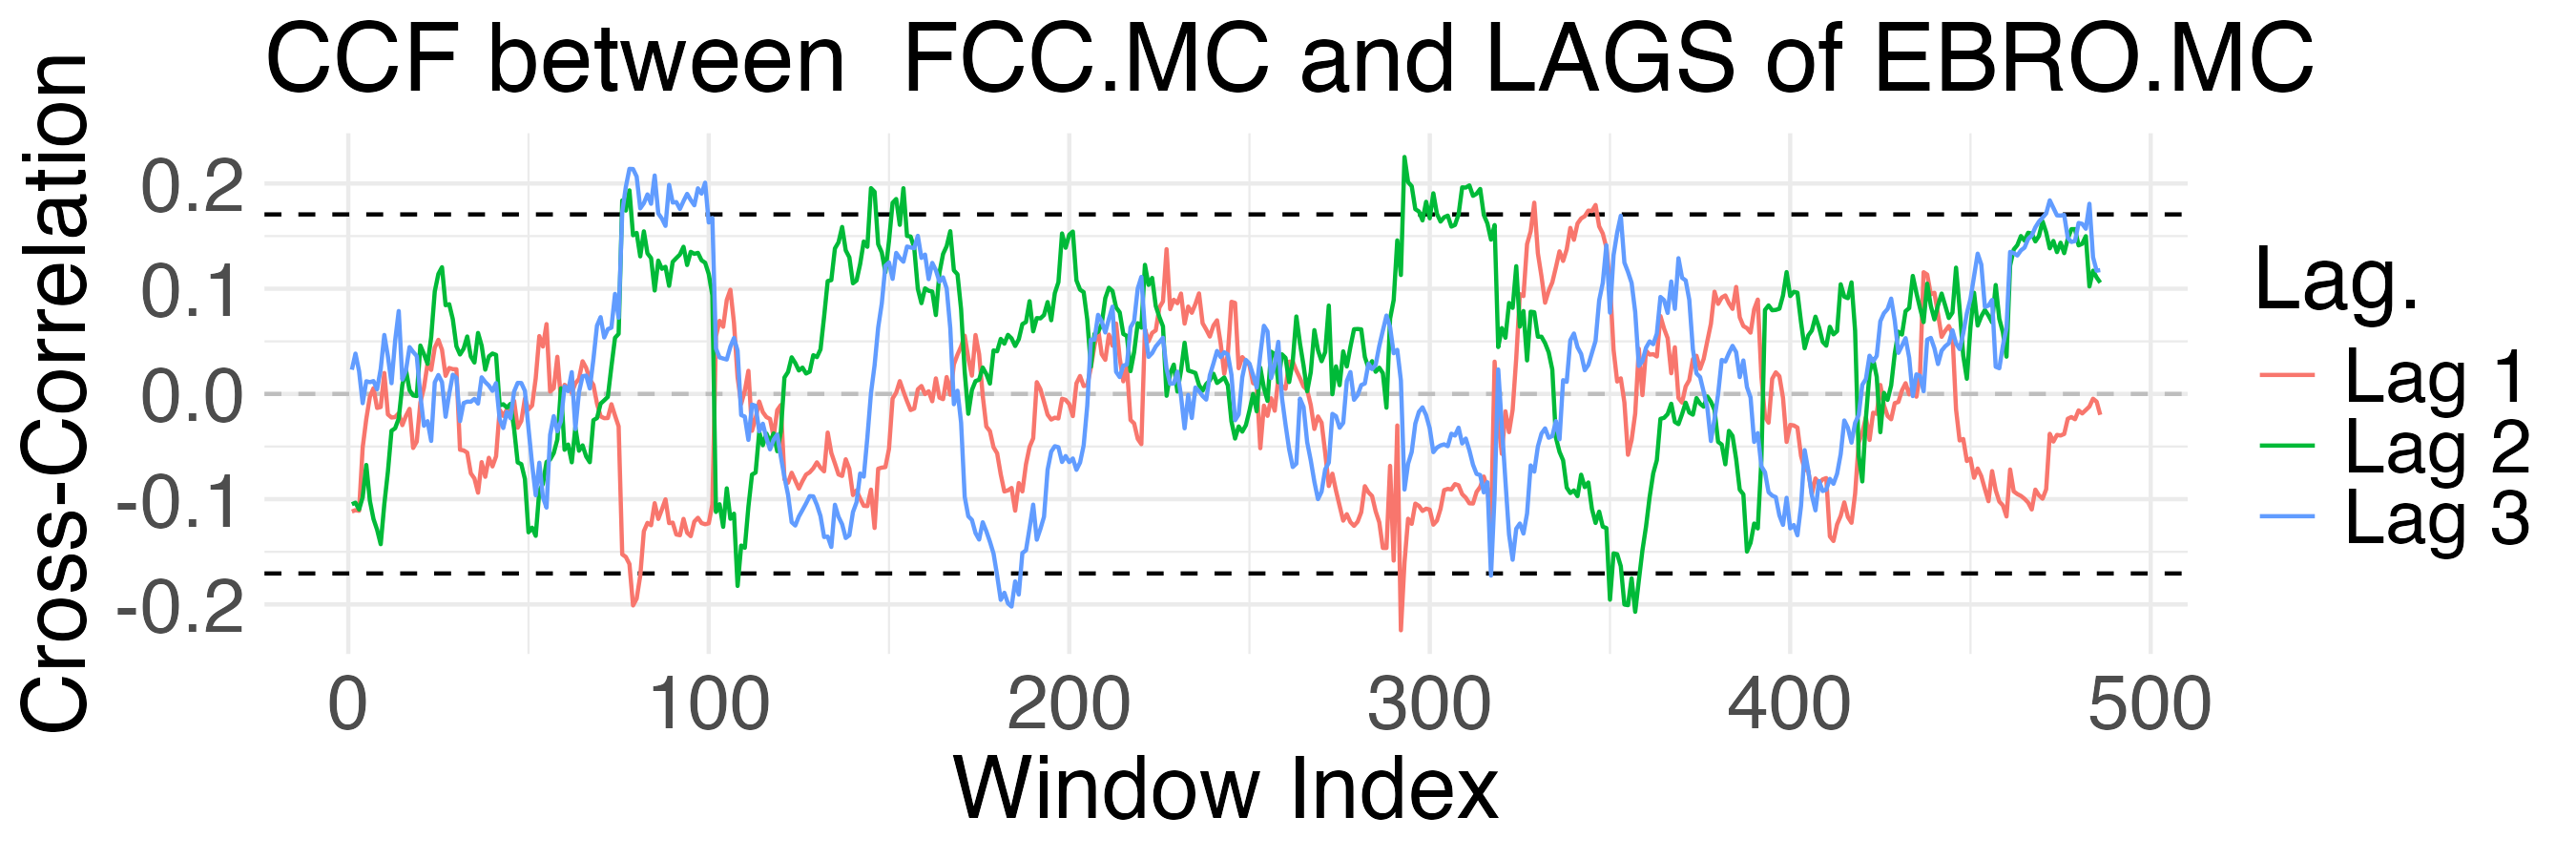 CCF between  FCC.MC and LAGS of EBRO.MC
Cross-Correlation
0.2
0.1
0.0
-0.1
-0.2
0 100 200 300 400 500
Window Index
Lag.
Lag 1
Lag 2
Lag 3